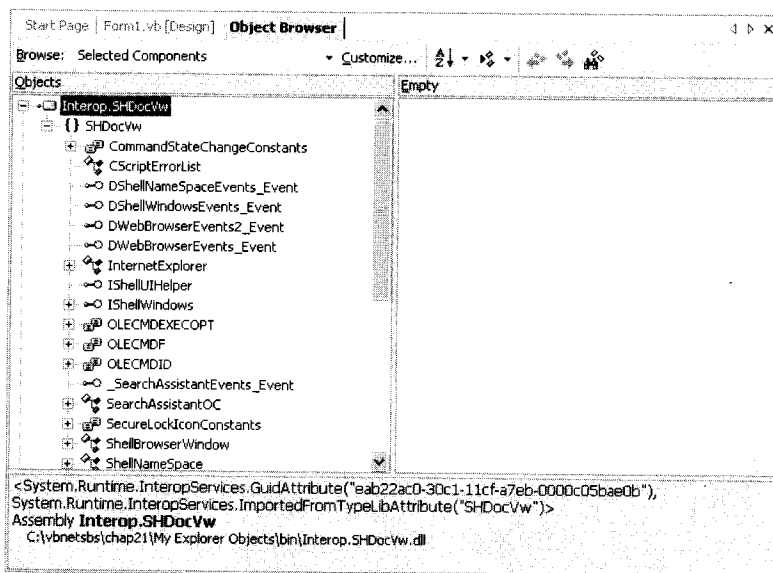 Start Page Form1.vb [Design] Object Browser
Browse: Selected Components Customize...
Objects
Empty
Interop.SHDocVw
{} SHDocVw
CommandStateChangeConstants
CScriptErrorList
DShellNameSpaceEvents_Event
DShellWindowsEvents_Event
DWebBrowserEvents2_Event
DWebBrowserEvents_Event
InternetExplorer
IShellUIHelper
IShellWindows
OLECMDEXECOPT
OLECMDF
OLECMDID
_SearchAssistantEvents_Event
SearchAssistantOC
SecureLockIconConstants
ShellBrowserWindow
ShellNameSpace
<System.Runtime.InteropServices.GuidAttribute("eab22ac0-30c1-11cf-a7eb-0000c05bae0b"),
System.Runtime.InteropServices.ImportedFromTypeLibAttribute("SHDocVw")>
Assembly Interop.SHDocVw
C:\vbnetsbs\chap21\My Explorer Objects\bin\Interop.SHDocVw.dll